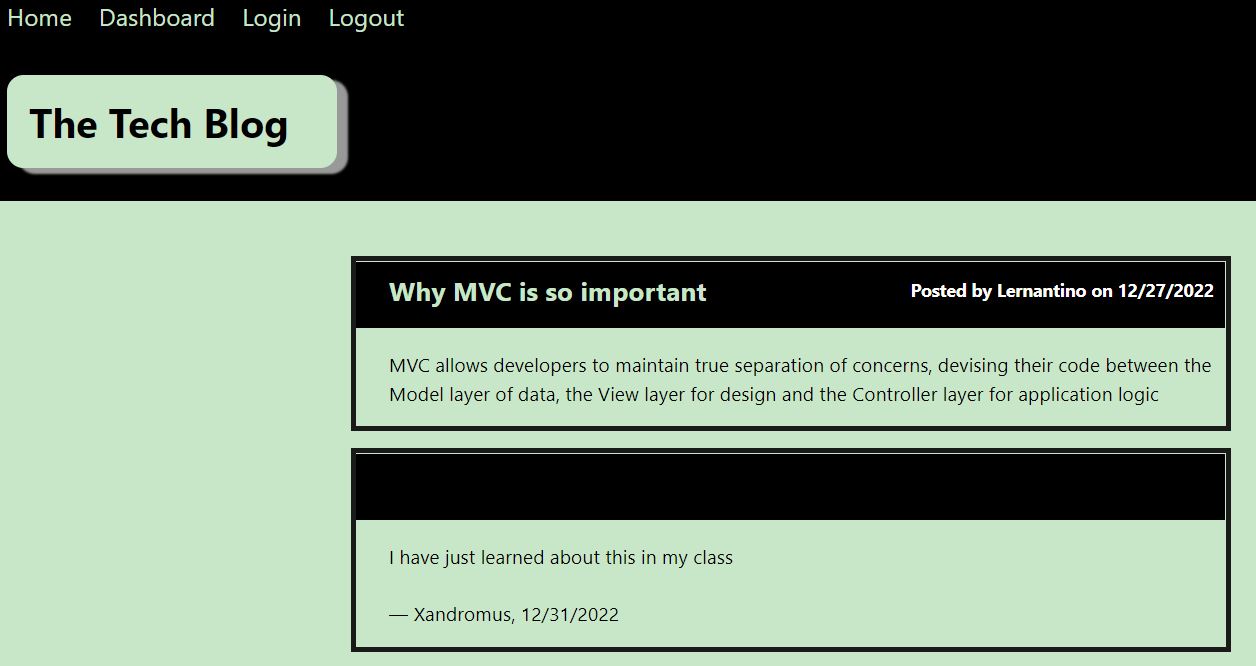 Home Dashboard Login Logout
The Tech Blog
Why MVC is so important
Posted by Lernantino on 12/27/2022
MVC allows developers to maintain true separation of concerns, devising their code between the
Model layer of data, the View layer for design and the Controller layer for application logic
I have just learned about this in my class
— Xandromus, 12/31/2022